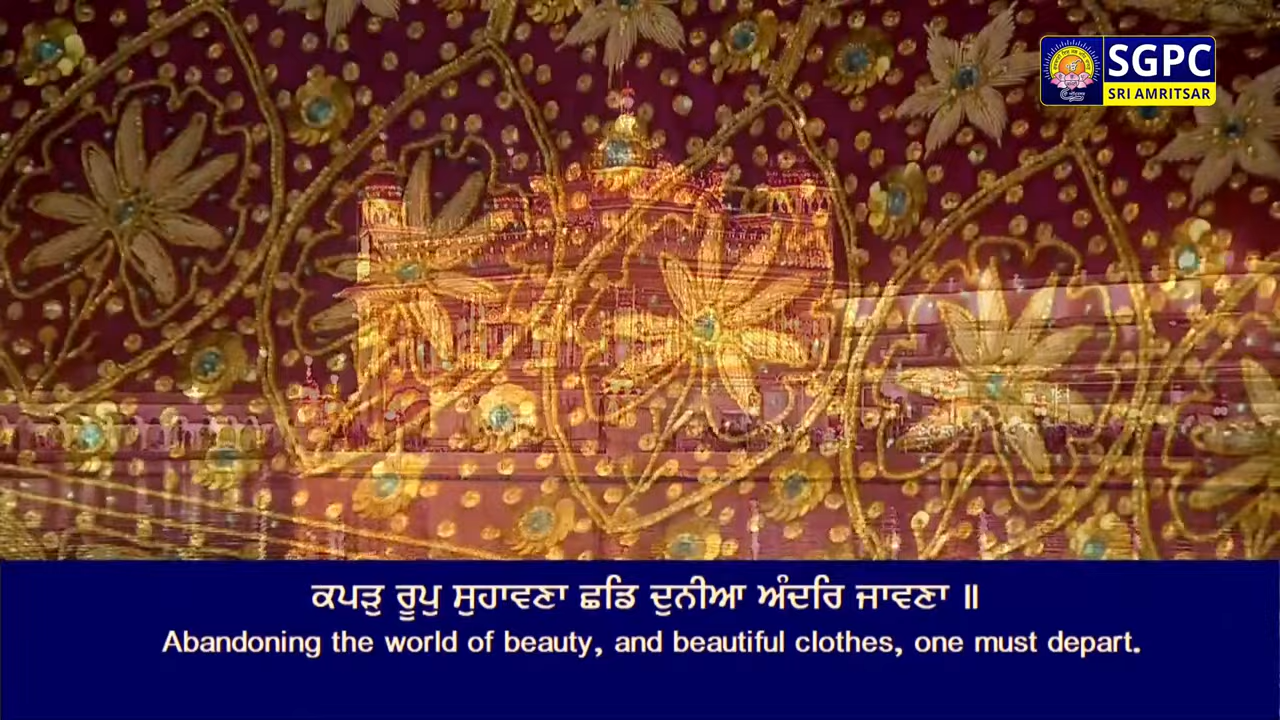 SGPC
SRI AMRITSAR
ਕਪੜੁ ਰੂਪੁ ਸੁਹਾਵਣਾ ਛਡਿ ਦੁਨੀਆ ਅੰਦਰਿ ਜਾਵਣਾ ॥
Abandoning the world of beauty, and beautiful clothes, one must depart.